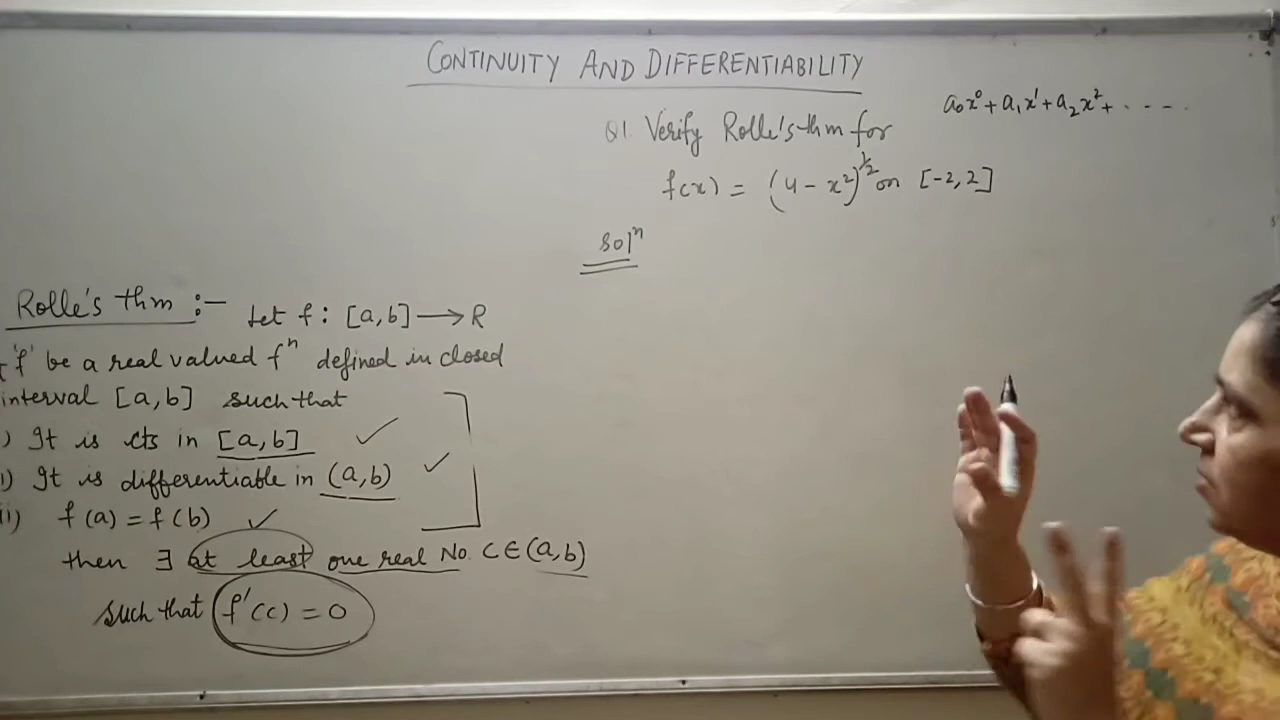 CONTINUITY AND DIFFERENTIABILITY
a₀x⁰ + a₁x¹ + a₂x² + . - - - .
Q1. Verify Rolle's thm for
f(x) = (4 - x²)^1/2 on [-2, 2]
Solⁿ
Rolle's thm :- Let f : [a, b] → R
'f' be a real valued fⁿ defined in closed
interval [a, b] such that
) It is cts in [a, b] ✓
i) It is differentiable in (a, b) ✓
ii) f(a) = f(b) ✓
then ∃ at least one real No. C ∈ (a, b)
such that f'(c) = 0